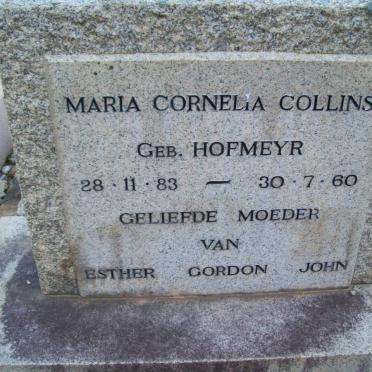 MARIA CORNELIA COLLINS
GEB. HOFMEYR
28·11·83 — 30·7·60
GELIEFDE MOEDER
VAN
ESTHER GORDON JOHN